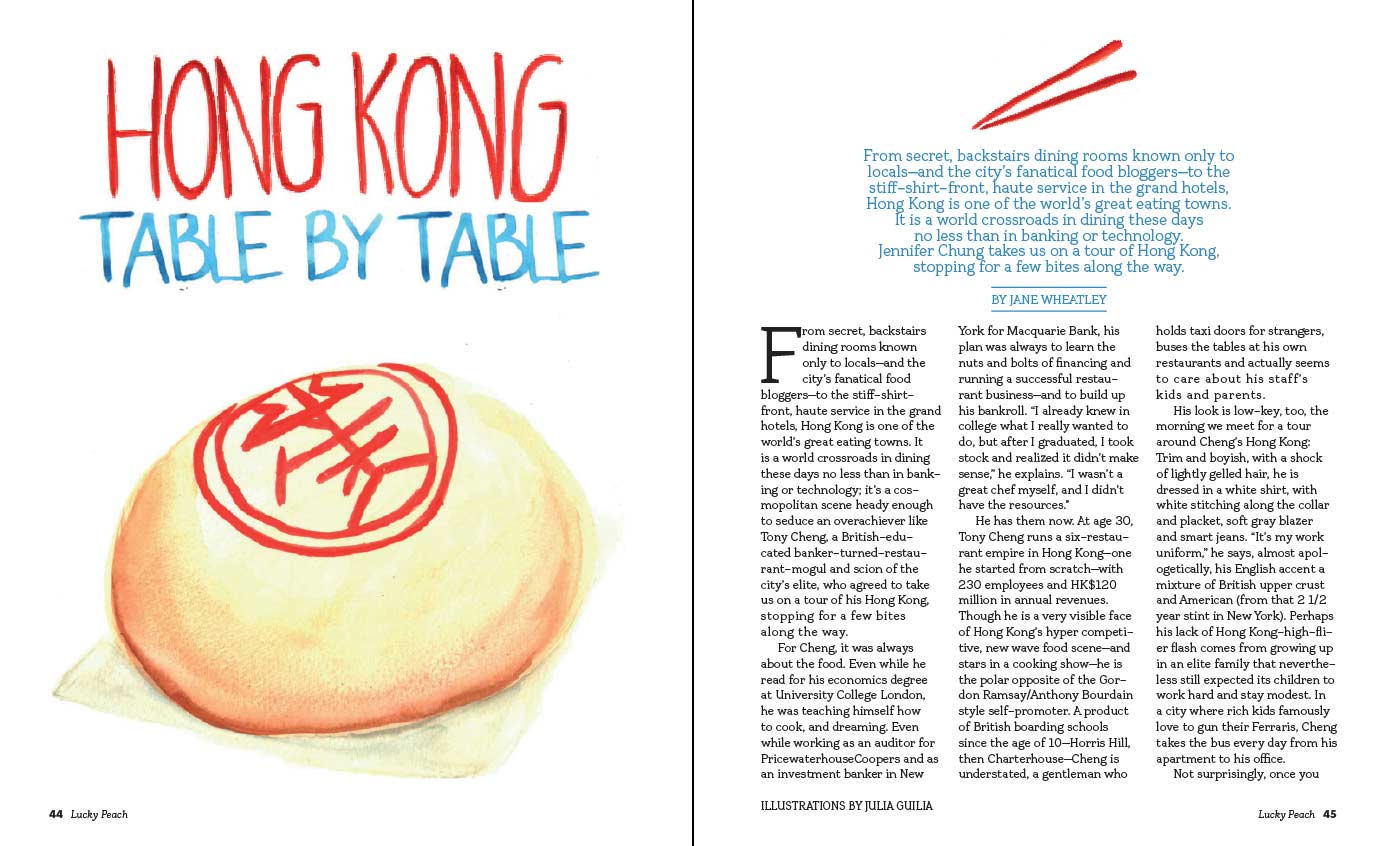 HONG KONG
TABLE BY TABLE
44 Lucky Peach
From secret, backstairs dining rooms known only to
locals—and the city's fanatical food bloggers—to the
stiff-shirt-front, haute service in the grand hotels,
Hong Kong is one of the world's great eating towns.
It is a world crossroads in dining these days
no less than in banking or technology.
Jennifer Chung takes us on a tour of Hong Kong,
stopping for a few bites along the way.
BY JANE WHEATLEY
From secret, backstairs
dining rooms known
only to locals—and the
city's fanatical food
bloggers—to the stiff-shirt-
front, haute service in the grand
hotels, Hong Kong is one of the
world's great eating towns. It
is a world crossroads in dining
these days no less than in bank-
ing or technology; it's a cos-
mopolitan scene heady enough
to seduce an overachiever like
Tony Cheng, a British-edu-
cated banker-turned-restau-
rant-mogul and scion of the
city's elite, who agreed to take
us on a tour of his Hong Kong,
stopping for a few bites
along the way.
For Cheng, it was always
about the food. Even while he
read for his economics degree
at University College London,
he was teaching himself how
to cook, and dreaming. Even
while working as an auditor for
PricewaterhouseCoopers and as
an investment banker in New
York for Macquarie Bank, his
plan was always to learn the
nuts and bolts of financing and
running a successful restau-
rant business—and to build up
his bankroll. "I already knew in
college what I really wanted to
do, but after I graduated, I took
stock and realized it didn't make
sense," he explains. "I wasn't a
great chef myself, and I didn't
have the resources."
He has them now. At age 30,
Tony Cheng runs a six-restau-
rant empire in Hong Kong—one
he started from scratch—with
230 employees and HK$120
million in annual revenues.
Though he is a very visible face
of Hong Kong's hyper competi-
tive, new wave food scene—and
stars in a cooking show—he is
the polar opposite of the Gor-
don Ramsay/Anthony Bourdain
style self-promoter. A product
of British boarding schools
since the age of 10—Horris Hill,
then Charterhouse—Cheng is
understated, a gentleman who
holds taxi doors for strangers,
buses the tables at his own
restaurants and actually seems
to care about his staff's
kids and parents.
His look is low-key, too, the
morning we meet for a tour
around Cheng's Hong Kong:
Trim and boyish, with a shock
of lightly gelled hair, he is
dressed in a white shirt, with
white stitching along the collar
and placket, soft gray blazer
and smart jeans. "It's my work
uniform," he says, almost apol-
ogetically, his English accent a
mixture of British upper crust
and American (from that 2 1/2
year stint in New York). Perhaps
his lack of Hong Kong-high-fli-
er flash comes from growing up
in an elite family that neverthe-
less still expected its children to
work hard and stay modest. In
a city where rich kids famously
love to gun their Ferraris, Cheng
takes the bus every day from his
apartment to his office.
Not surprisingly, once you
ILLUSTRATIONS BY JULIA GUILIA
Lucky Peach 45